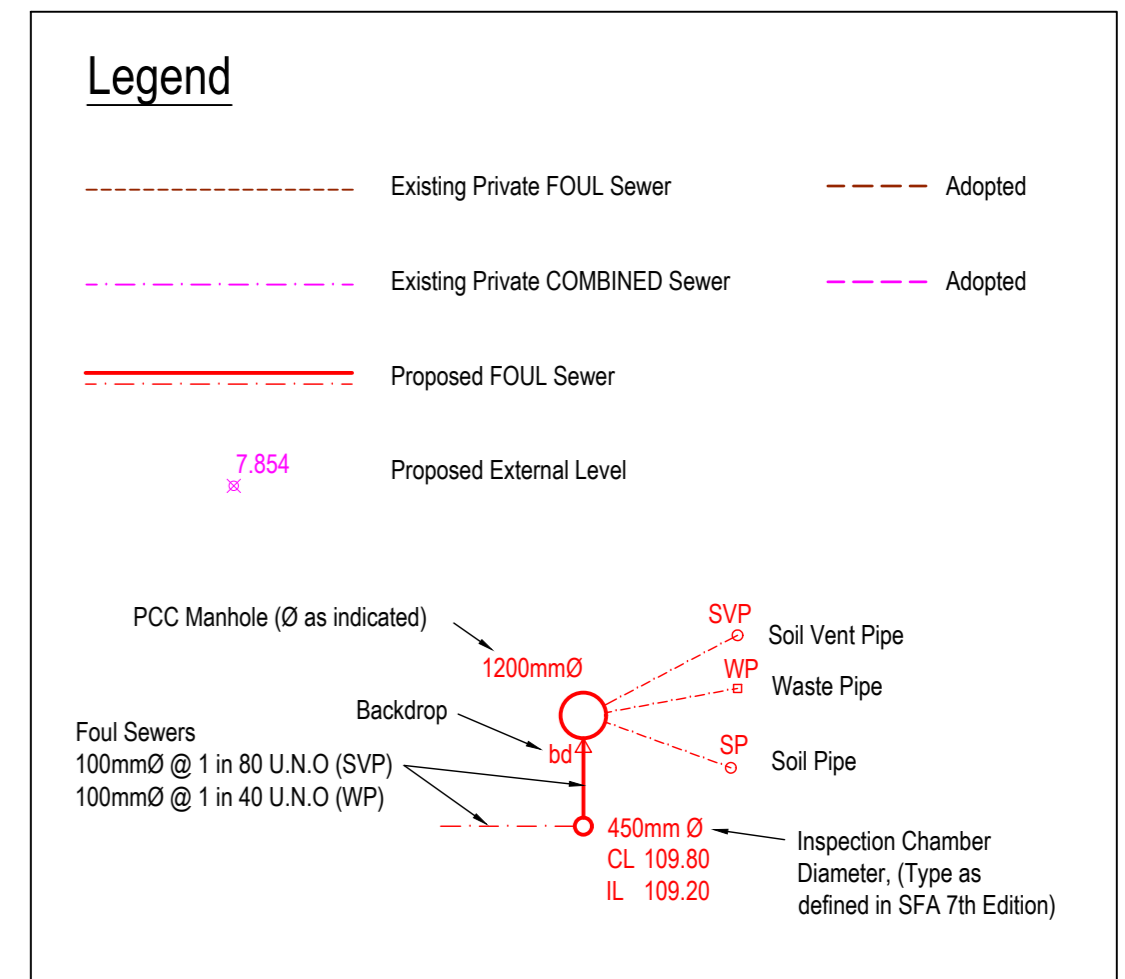 Legend
Existing Private FOUL Sewer
Adopted
Existing Private COMBINED Sewer
Adopted
Proposed FOUL Sewer
7.854
Proposed External Level
PCC Manhole (Ø as indicated)
1200mmØ
SVP
Soil Vent Pipe
WP
Waste Pipe
Backdrop
bd
SP
Soil Pipe
Foul Sewers
100mmØ @ 1 in 80 U.N.O (SVP)
100mmØ @ 1 in 40 U.N.O (WP)
450mm Ø
CL 109.80
IL 109.20
Inspection Chamber
Diameter, (Type as
defined in SFA 7th Edition)